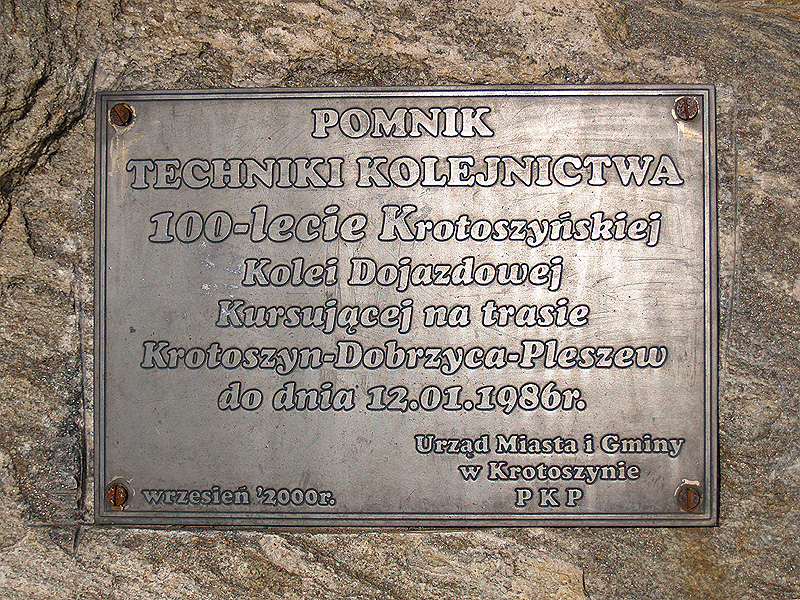 POMNIK
TECHNIKI KOLEJNICTWA
100-lecie Krotoszyńskiej
Kolei Dojazdowej
Kursującej na trasie
Krotoszyn-Dobrzyca-Pleszew
do dnia 12.01.1986r.
Urząd Miasta i Gminy
w Krotoszynie
P K P
wrzesień '2000r.